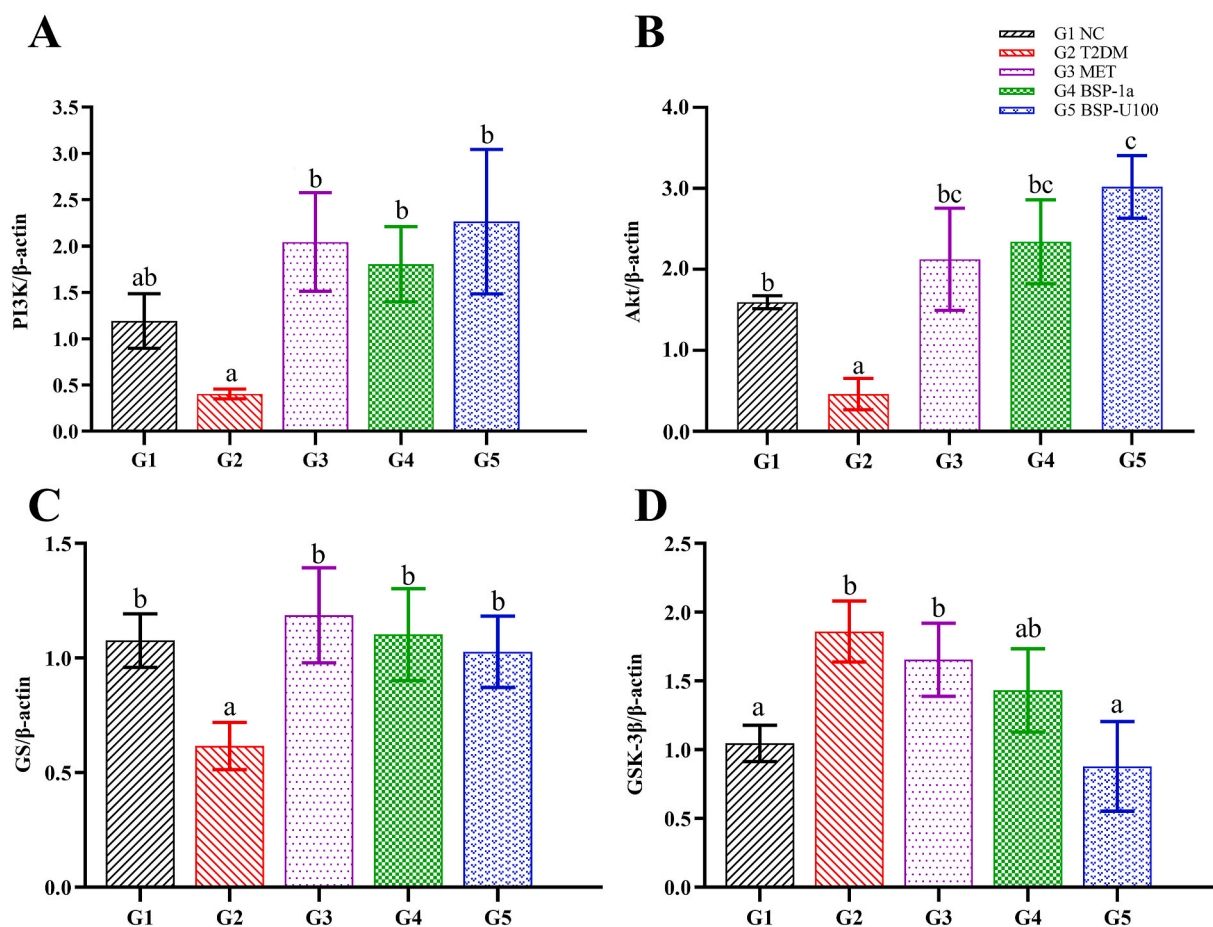 A
PI3K/β-actin
3.5
3.0
2.5
2.0
1.5
1.0
0.5
0.0
ab
a
b
b
b
G1 G2 G3 G4 G5
B
G1 NC
G2 T2DM
G3 MET
G4 BSP-1a
G5 BSP-U100
Akt/β-actin
4.0
3.0
2.0
1.0
0.0
b
a
bc
bc
c
G1 G2 G3 G4 G5
C
GS/β-actin
1.5
1.0
0.5
0.0
b
a
b
b
b
G1 G2 G3 G4 G5
D
GSK-3β/β-actin
2.5
2.0
1.5
1.0
0.5
0.0
a
b
b
ab
a
G1 G2 G3 G4 G5